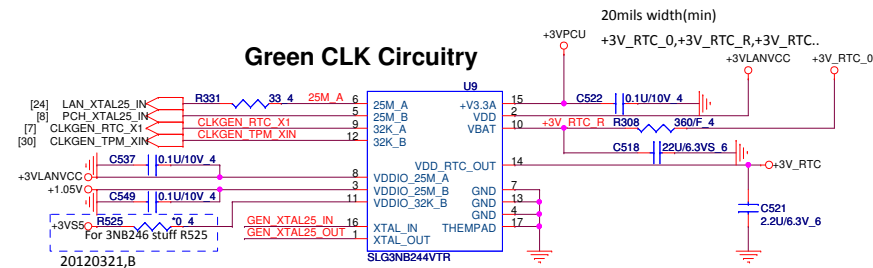 20mils width(min)
+3VPCU
+3V_RTC_0,+3V_RTC_R,+3V_RTC..
Green CLK Circuitry
+3VLANVCC
+3V_RTC_0
U9
[24] LAN_XTAL25_IN R331 33_4 25M_A 6 25M_A +V3.3A 15 C522 0.1U/10V_4
[8] PCH_XTAL25_IN 5 25M_B VDD 2
[7] CLKGEN_RTC_X1 CLKGEN_RTC_X1 9 32K_A VBAT 10 +3V_RTC_R R308 360/F_4
[30] CLKGEN_TPM_XIN CLKGEN_TPM_XIN 12 32K_B
C518 22U/6.3VS_6
C537 0.1U/10V_4 VDD_RTC_OUT 14 +3V_RTC
+3VLANVCC 8 VDDIO_25M_A
+1.05V 3 VDDIO_25M_B GND 7
C549 0.1U/10V_4 11 VDDIO_32K_B GND 13
GND 4
+3VS5 R525 *0_4 GEN_XTAL25_IN 16 XTAL_IN THEMPAD 17
For 3NB246 stuff R525 GEN_XTAL25_OUT 1 XTAL_OUT
C521
2.2U/6.3V_6
SLG3NB244VTR
20120321,B